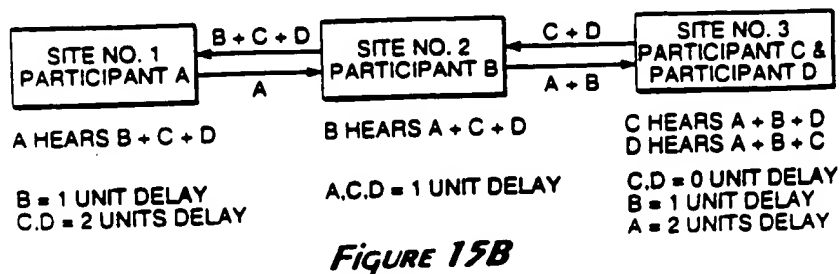 SITE NO. 1
PARTICIPANT A
B + C + D
A
SITE NO. 2
PARTICIPANT B
C + D
A + B
SITE NO. 3
PARTICIPANT C &
PARTICIPANT D
A HEARS B + C + D
B = 1 UNIT DELAY
C,D = 2 UNITS DELAY
B HEARS A + C + D
A,C,D = 1 UNIT DELAY
C HEARS A + B + D
D HEARS A + B + C
C,D = 0 UNIT DELAY
B = 1 UNIT DELAY
A = 2 UNITS DELAY
FIGURE 15B